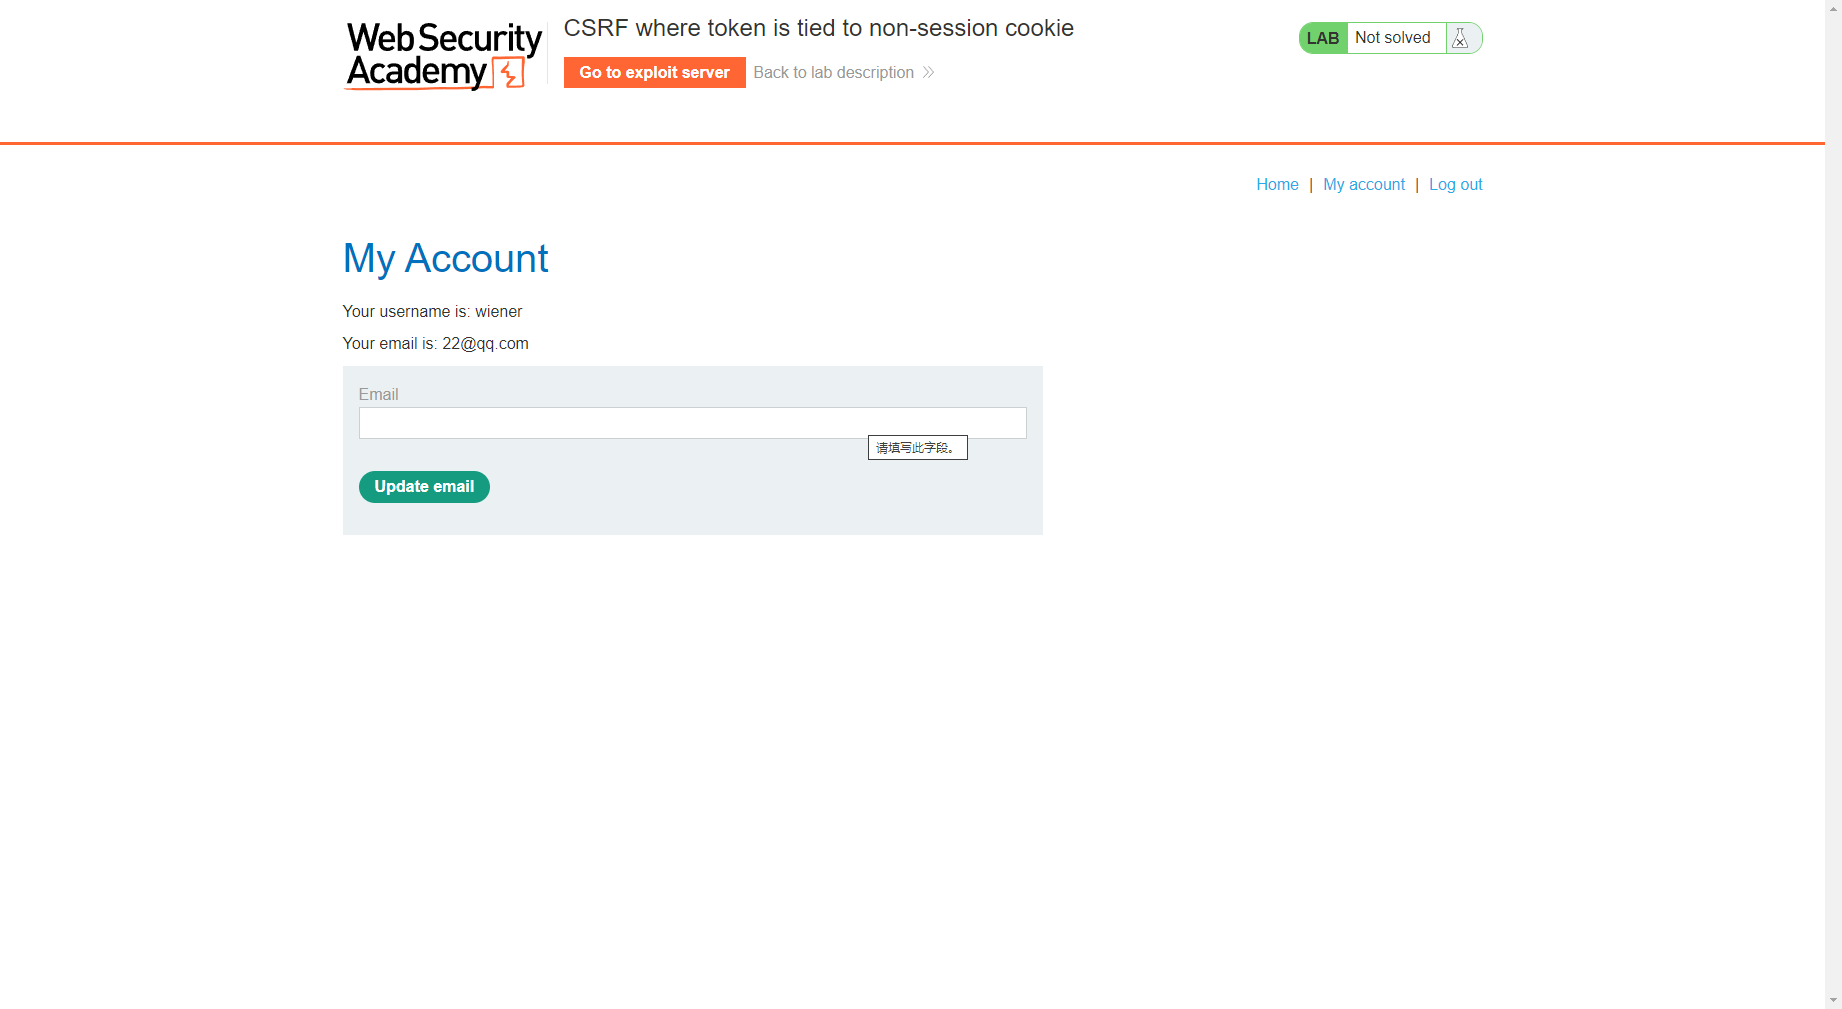 Web Security
Academy
CSRF where token is tied to non-session cookie
Go to exploit server
Back to lab description
LAB
Not solved
Home | My account | Log out
My Account
Your username is: wiener
Your email is: 22@qq.com
Email
请填写此字段。
Update email